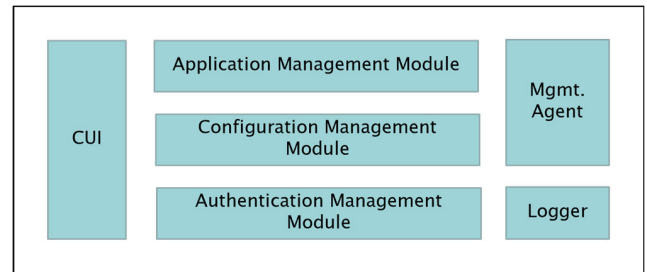 CUI
Application Management Module
Configuration Management
Module
Authentication Management
Module
Mgmt.
Agent
Logger